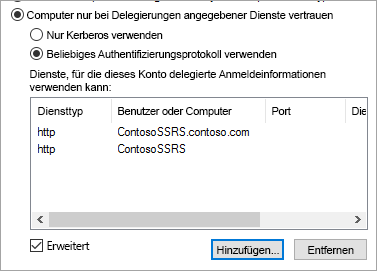 Computer nur bei Delegierungen angegebener Dienste vertrauen
Nur Kerberos verwenden
Beliebiges Authentifizierungsprotokoll verwenden
Dienste, für die dieses Konto delegierte Anmeldeinformationen
verwenden kann:
Diensttyp Benutzer oder Computer Port Die
http ContosoSSRS.contoso.com
http ContosoSSRS
Erweitert Hinzufügen... Entfernen